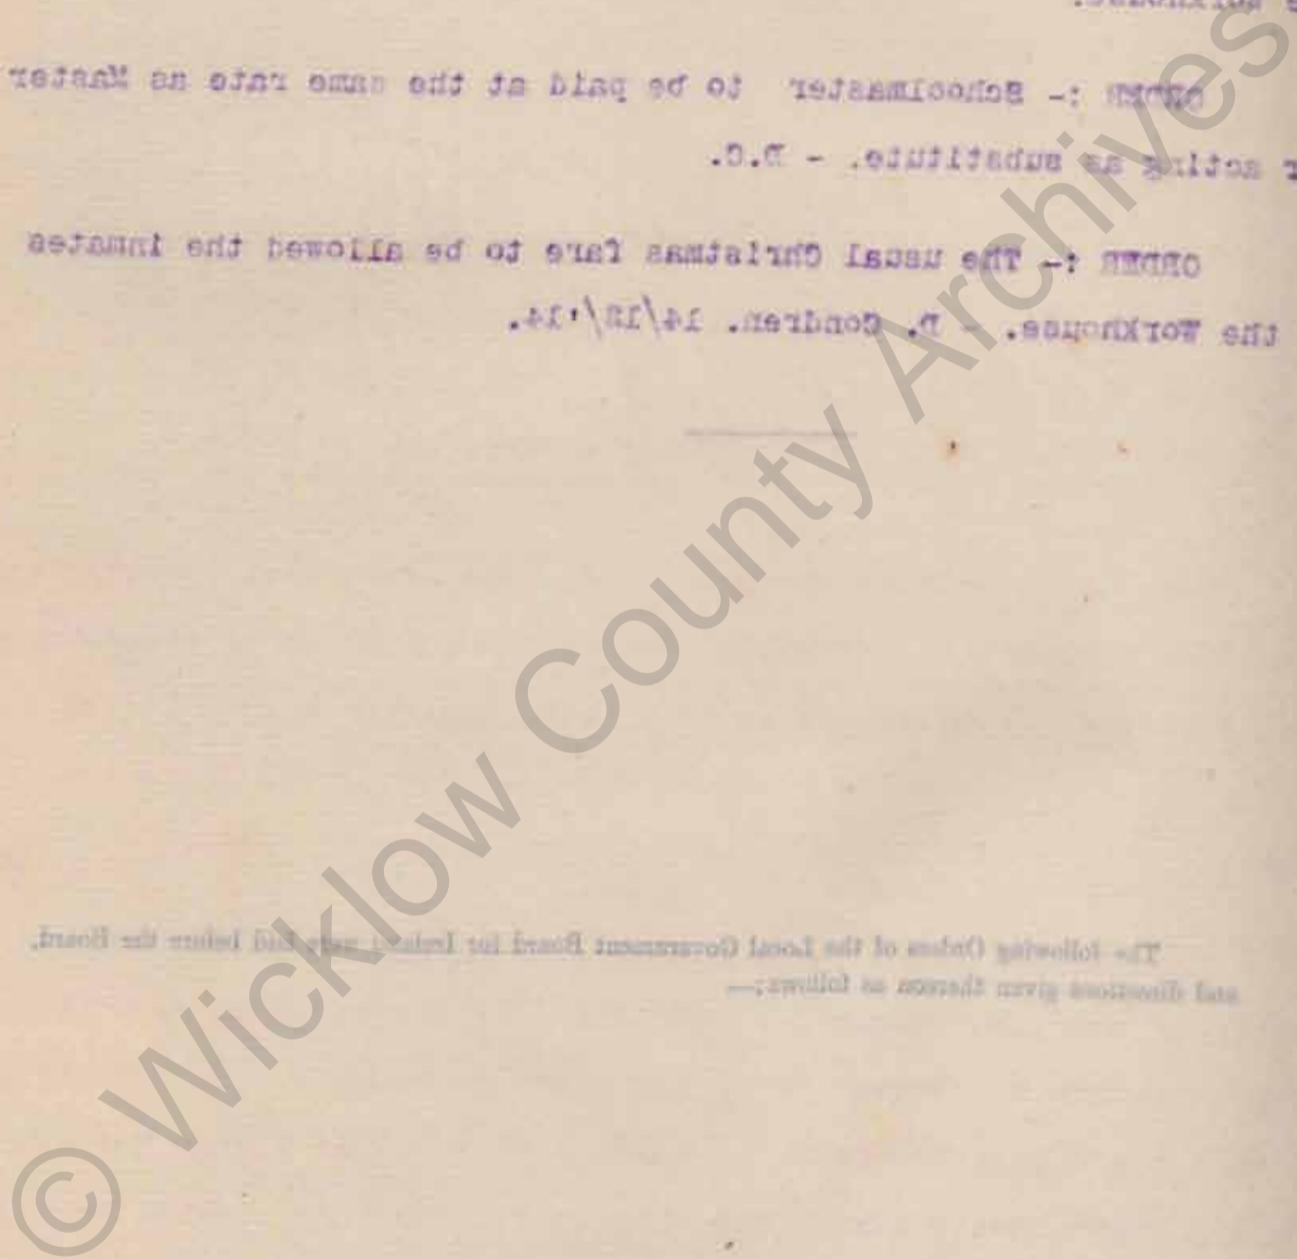 Workhouse.
ORDER :- Schoolmaster to be paid at the same rate as Master
acting as substitute. - D.C.
ORDER :- The usual Christmas fare to be allowed the inmates
the Workhouse. - D. Condren. 14/12/'14.
The following Orders of the Local Government Board for Ireland were laid before the Board,
and directions given thereon as follows:—
© Wicklow County Archives